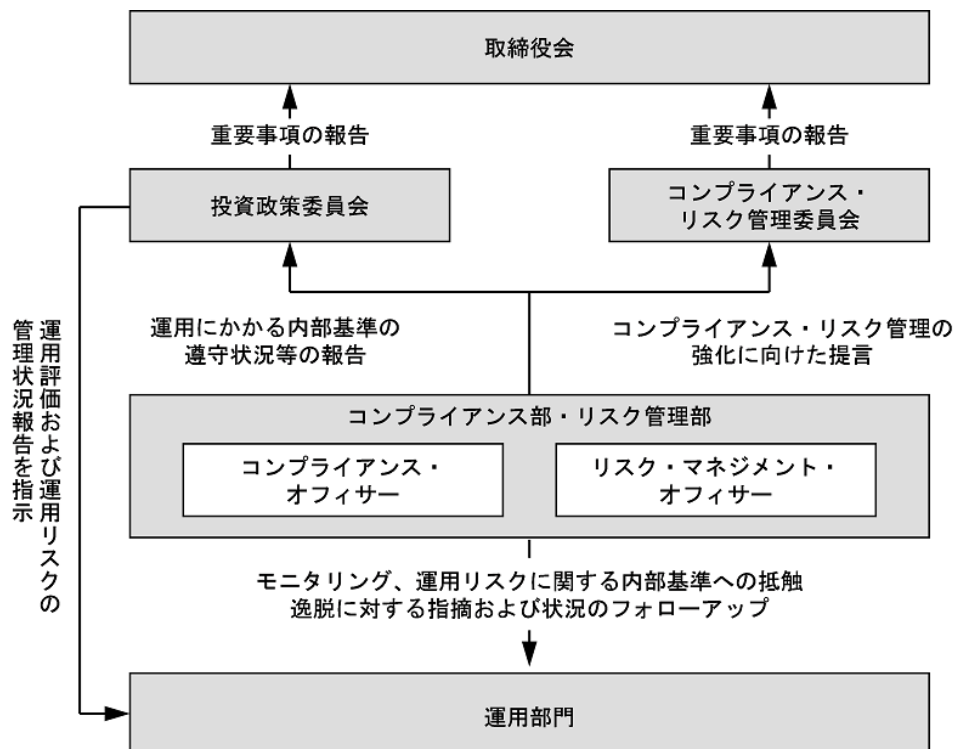 取締役会
重要事項の報告
重要事項の報告
投資政策委員会
コンプライアンス・
リスク管理委員会
運用にかかる内部基準の
遵守状況等の報告
コンプライアンス・リスク管理の
強化に向けた提言
運用評価および運用リスクの
管理状況報告を指示
コンプライアンス部・リスク管理部
コンプライアンス・
オフィサー
リスク・マネジメント・
オフィサー
モニタリング、運用リスクに関する内部基準への抵触
逸脱に対する指摘および状況のフォローアップ
運用部門